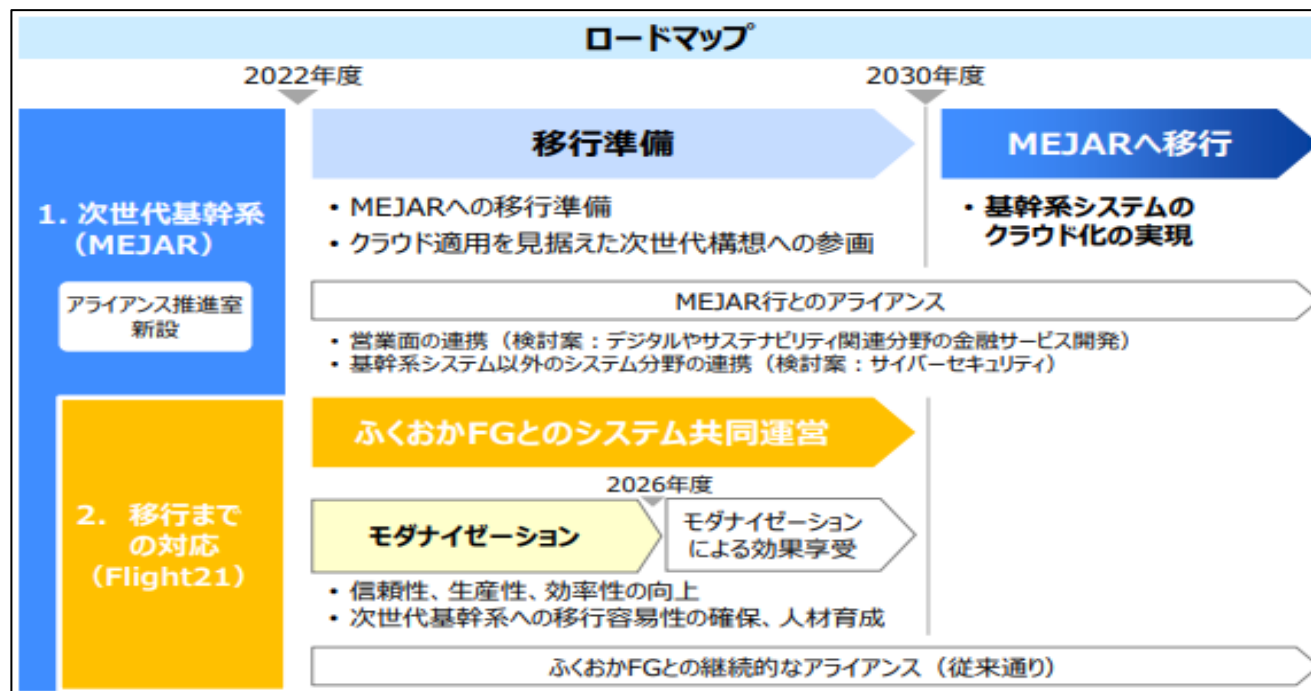 ロードマップ
2022年度
2030年度
移行準備
MEJARへ移行
1. 次世代基幹系
(MEJAR)
アライアンス推進室
新設
・MEJARへの移行準備
・クラウド適用を見据えた次世代構想への参画
・基幹系システムの
クラウド化の実現
MEJAR行とのアライアンス
・営業面の連携（検討案：デジタルやサステナビリティ関連分野の金融サービス開発）
・基幹系システム以外のシステム分野の連携（検討案：サイバーセキュリティ）
2. 移行まで
の対応
(Flight21)
ふくおかFGとのシステム共同運営
2026年度
モダナイゼーション
モダナイゼーション
による効果享受
・信頼性、生産性、効率性の向上
・次世代基幹系への移行容易性の確保、人材育成
ふくおかFGとの継続的なアライアンス（従来通り）